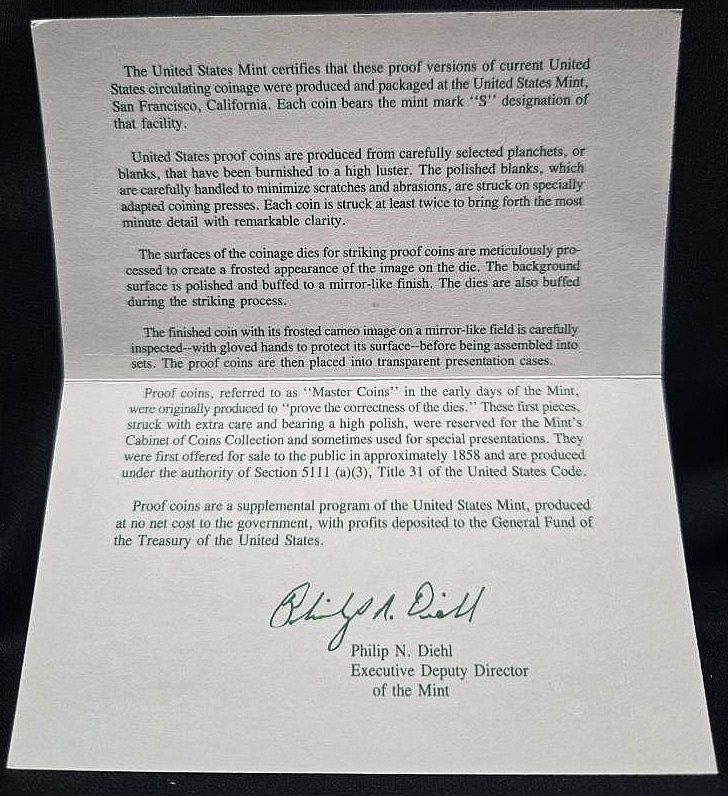 The United States Mint certifies that these proof versions of current United
States circulating coinage were produced and packaged at the United States Mint,
San Francisco, California. Each coin bears the mint mark ‘‘S’’ designation of
that facility.
United States proof coins are produced from carefully selected planchets, or
blanks, that have been burnished to a high luster. The polished blanks, which
are carefully handled to minimize scratches and abrasions, are struck on specially
adapted coining presses. Each coin is struck at least twice to bring forth the most
minute detail with remarkable clarity.
The surfaces of the coinage dies for striking proof coins are meticulously pro-
cessed to create a frosted appearance of the image on the die. The background
surface is polished and buffed to a mirror-like finish. The dies are also buffed
during the striking process.
The finished coin with its frosted cameo image on a mirror-like field is carefully
inspected--with gloved hands to protect its surface--before being assembled into
sets. The proof coins are then placed into transparent presentation cases.
Proof coins, referred to as ‘‘Master Coins’’ in the early days of the Mint,
were originally produced to ‘‘prove the correctness of the dies.’’ These first pieces,
struck with extra care and bearing a high polish, were reserved for the Mint’s
Cabinet of Coins Collection and sometimes used for special presentations. They
were first offered for sale to the public in approximately 1858 and are produced
under the authority of Section 5111 (a)(3), Title 31 of the United States Code.
Proof coins are a supplemental program of the United States Mint, produced
at no net cost to the government, with profits deposited to the General Fund of
the Treasury of the United States.
Philip N. Diehl
Philip N. Diehl
Executive Deputy Director
of the Mint